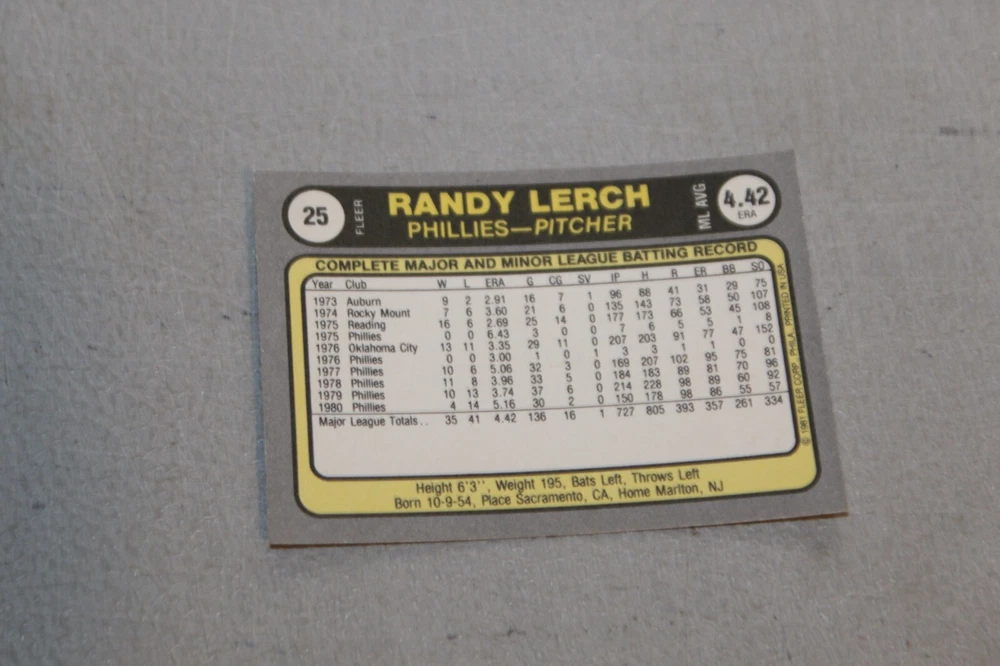 25 FLEER RANDY LERCH ML AVG 4.42 ERA
PHILLIES—PITCHER
COMPLETE MAJOR AND MINOR LEAGUE BATTING RECORD
Year Club W L ERA G CG SV IP H R ER BB SO
1973 Auburn 9 2 2.91 16 7 1 96 88 41 31 29 75
1974 Rocky Mount 7 6 3.60 21 6 0 135 143 73 58 50 107
1975 Reading 16 6 2.69 25 14 0 177 173 66 53 45 108
1975 Phillies 0 0 6.43 3 0 0 7 6 5 5 1 8
1976 Oklahoma City 13 11 3.35 29 11 0 207 203 91 77 47 152
1976 Phillies 0 0 3.00 1 0 1 3 3 1 1 0 0
1977 Phillies 10 6 5.06 32 3 0 169 207 102 95 75 81
1978 Phillies 11 8 3.96 33 5 0 184 183 89 81 70 96
1979 Phillies 10 13 3.74 37 6 0 214 228 98 89 60 92
1980 Phillies 4 14 5.16 30 2 0 150 178 98 86 55 57
Major League Totals . . 35 41 4.42 136 16 1 727 805 393 357 261 334
Height 6'3'', Weight 195, Bats Left, Throws Left
Born 10-9-54, Place Sacramento, CA, Home Marlton, NJ
© 1981 FLEER CORP., PHILA. PRINTED IN USA